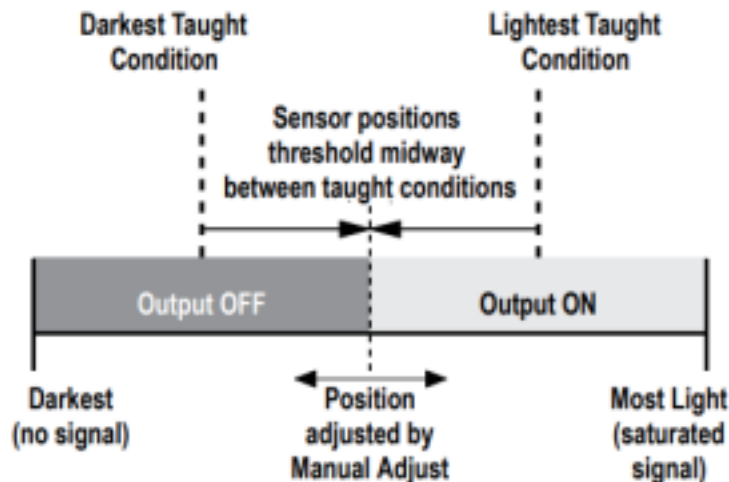 Darkest Taught
Condition
Lightest Taught
Condition
Sensor positions
threshold midway
between taught conditions
Output OFF
Output ON
Darkest
(no signal)
Position
adjusted by
Manual Adjust
Most Light
(saturated
signal)